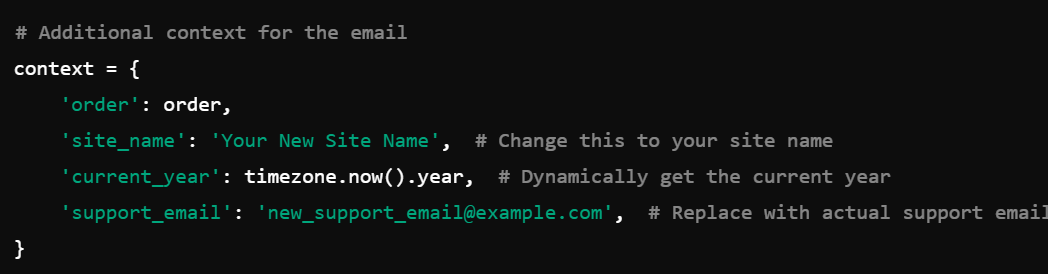 # Additional context for the email
context = {
    'order': order,
    'site_name': 'Your New Site Name',  # Change this to your site name
    'current_year': timezone.now().year,  # Dynamically get the current year
    'support_email': 'new_support_email@example.com',  # Replace with actual support email
}